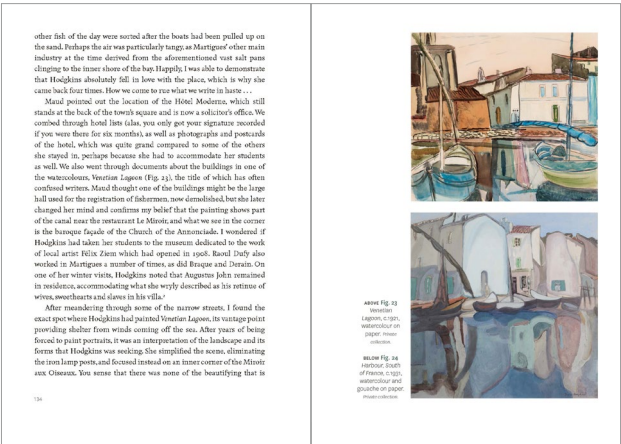 other fish of the day were sorted after the boats had been pulled up on
the sand. Perhaps the air was particularly tangy, as Martigues' other main
industry at the time derived from the aforementioned vast salt pans
clinging to the inner shore of the bay. Happily, I was able to demonstrate
that Hodgkins absolutely fell in love with the place, which is why she
came back four times. How we come to rue what we write in haste . . .
Maud pointed out the location of the Hôtel Moderne, which still
stands at the back of the town's square and is now a solicitor's office. We
combed through hotel lists (alas, you only got your signature recorded
if you were there for six months), as well as photographs and postcards
of the hotel, which was quite grand compared to some of the others
she stayed in, perhaps because she had to accommodate her students
as well. We also went through documents about the buildings in one of
the watercolours, Venetian Lagoon (Fig. 23), the title of which has often
confused writers. Maud thought one of the buildings might be the large
hall used for the registration of fishermen, now demolished, but she later
changed her mind and confirms my belief that the painting shows part
of the canal near the restaurant Le Miroir, and what we see in the corner
is the baroque façade of the Church of the Annonciade. I wondered if
Hodgkins had taken her students to the museum dedicated to the work
of local artist Félix Ziem which had opened in 1908. Raoul Dufy also
worked in Martigues a number of times, as did Braque and Derain. On
one of her winter visits, Hodgkins noted that Augustus John remained
in residence, accommodating what she wryly described as his retinue of
wives, sweethearts and slaves in his villa.
After meandering through some of the narrow streets, I found the
exact spot where Hodgkins had painted Venetian Lagoon, its vantage point
providing shelter from winds coming off the sea. After years of being
forced to paint portraits, it was an interpretation of the landscape and its
forms that Hodgkins was seeking. She simplified the scene, eliminating
the iron lamp posts, and focused instead on an inner corner of the Miroir
aux Oiseaux. You sense that there was none of the beautifying that is
134
ABOVE Fig. 23
Venetian
Lagoon, c.1921,
watercolour on
paper. Private
collection
BELOW Fig. 24
Harbour, South
of France, c.1931,
watercolour and
gouache on paper.
Private collection